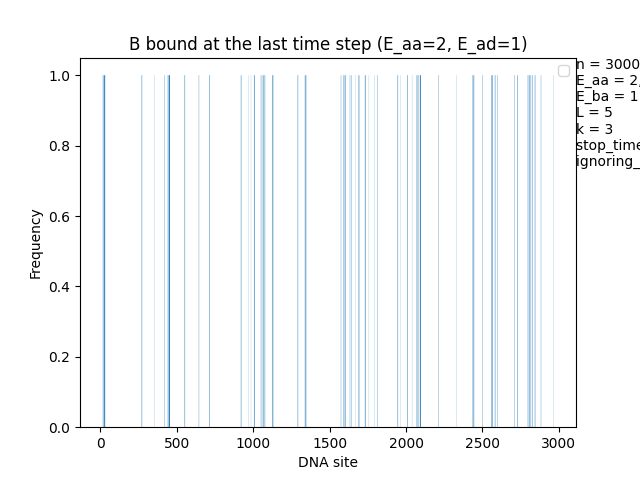 B bound at the last time step (E_aa=2, E_ad=1)
n = 3000
E_aa = 2,
E_ba = 1
L = 5
k = 3
stop_time
ignoring_
1.0
0.8
0.6
0.4
0.2
0.0
Frequency
0 500 1000 1500 2000 2500 3000
DNA site